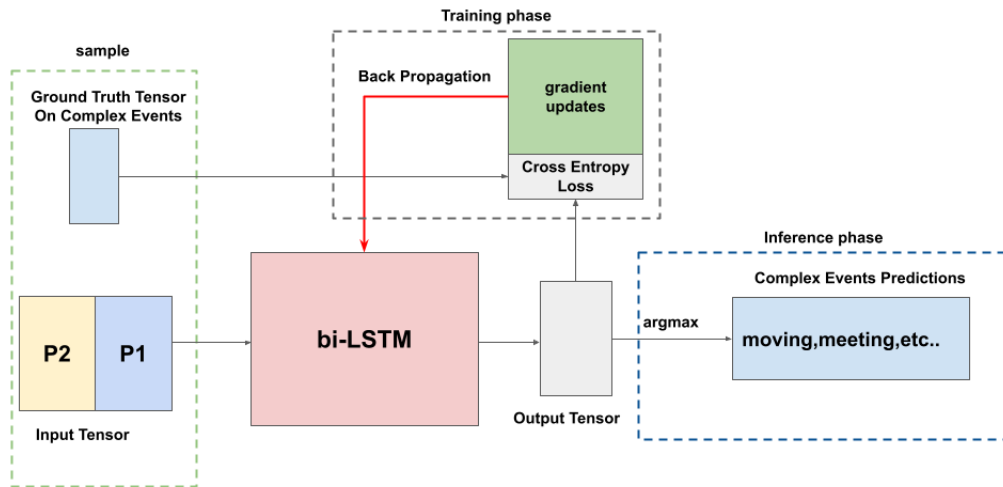 Training phase
sample
Back Propagation
gradient
updates
Ground Truth Tensor
On Complex Events
Cross Entropy
Loss
Inference phase
Complex Events Predictions
P2
P1
bi-LSTM
argmax
moving,meeting,etc..
Input Tensor
Output Tensor